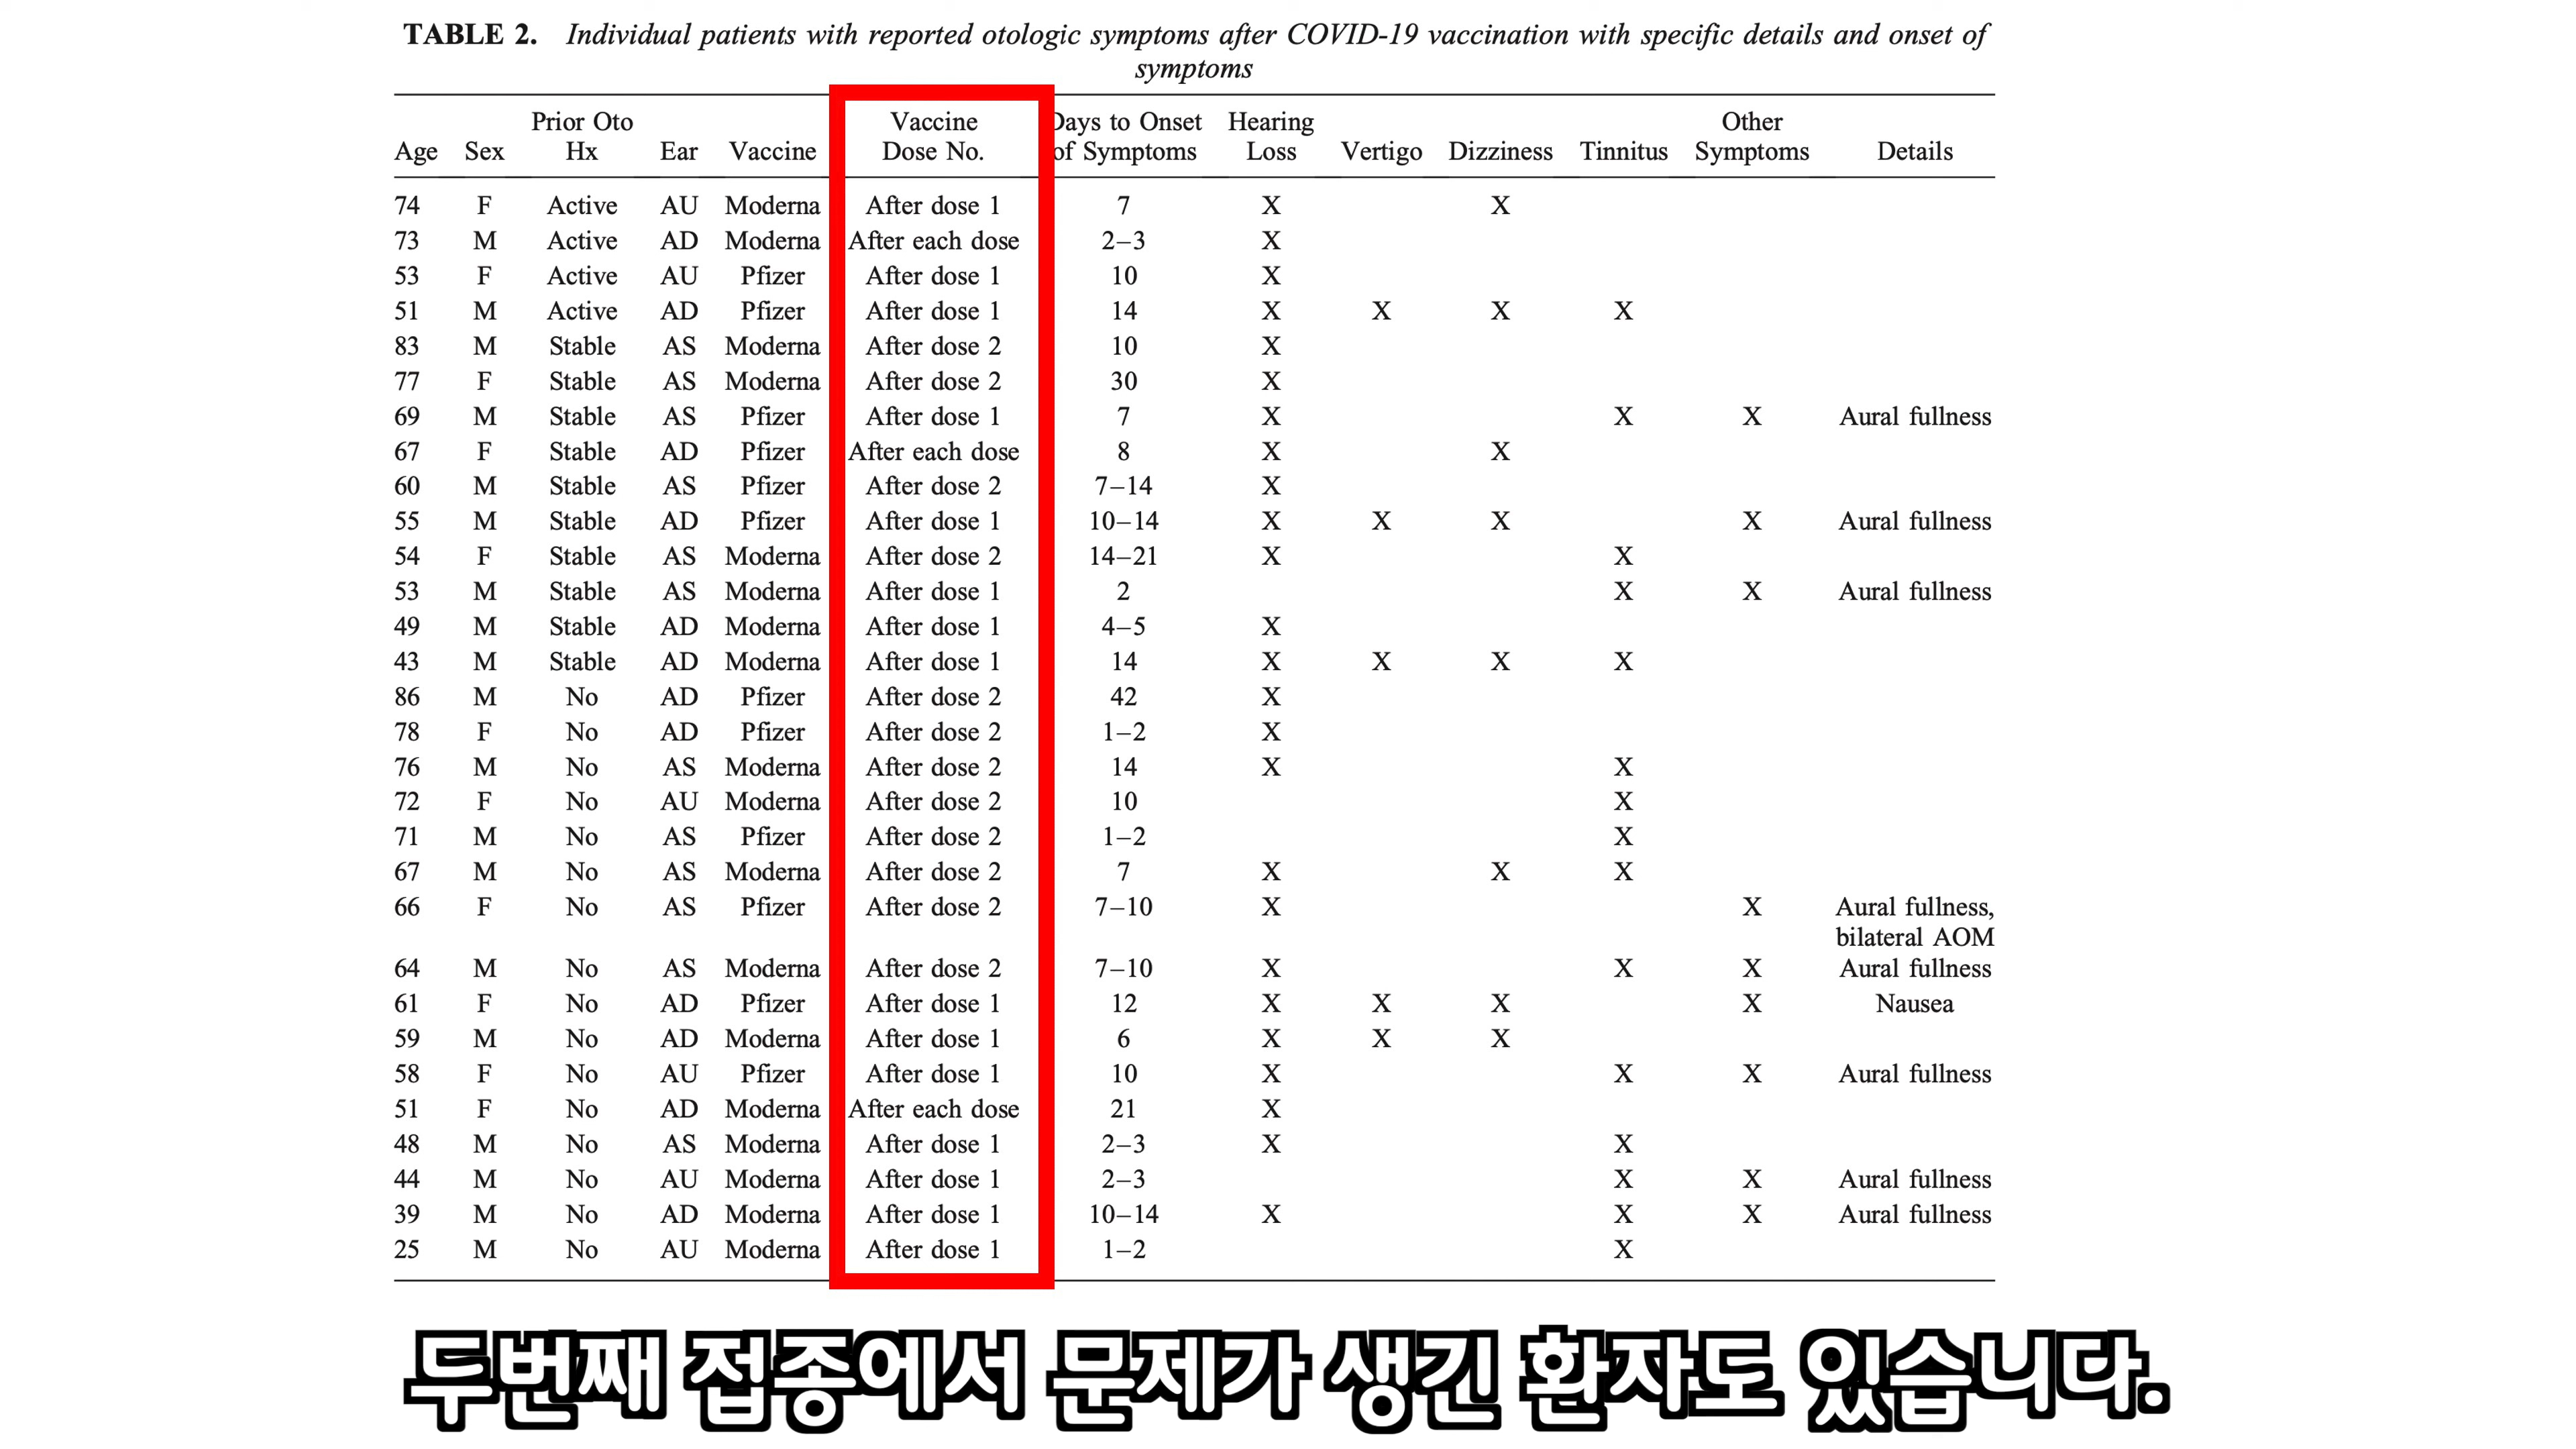 TABLE 2. Individual patients with reported otologic symptoms after COVID-19 vaccination with specific details and onset of
symptoms
Age Sex Prior Oto Hx Ear Vaccine Vaccine Dose No. Days to Onset of Symptoms Hearing Loss Vertigo Dizziness Tinnitus Other Symptoms Details
74 F Active AU Moderna After dose 1 7 X X
73 M Active AD Moderna After each dose 2–3 X
53 F Active AU Pfizer After dose 1 10 X
51 M Active AD Pfizer After dose 1 14 X X X X
83 M Stable AS Moderna After dose 2 10 X
77 F Stable AS Moderna After dose 2 30 X
69 M Stable AS Pfizer After dose 1 7 X X X Aural fullness
67 F Stable AD Pfizer After each dose 8 X X
60 M Stable AS Pfizer After dose 2 7–14 X
55 M Stable AD Pfizer After dose 1 10–14 X X X X Aural fullness
54 F Stable AS Moderna After dose 2 14–21 X X
53 M Stable AS Moderna After dose 1 2 X X Aural fullness
49 M Stable AD Moderna After dose 1 4–5 X
43 M Stable AD Moderna After dose 1 14 X X X X
86 M No AD Pfizer After dose 2 42 X
78 F No AD Pfizer After dose 2 1–2 X
76 M No AS Moderna After dose 2 14 X X
72 F No AU Moderna After dose 2 10 X
71 M No AS Pfizer After dose 2 1–2 X
67 M No AS Moderna After dose 2 7 X X X
66 F No AS Pfizer After dose 2 7–10 X X Aural fullness,
bilateral AOM
64 M No AS Moderna After dose 2 7–10 X X X Aural fullness
61 F No AD Pfizer After dose 1 12 X X X X Nausea
59 M No AD Moderna After dose 1 6 X X X
58 F No AU Pfizer After dose 1 10 X X X Aural fullness
51 F No AD Moderna After each dose 21 X
48 M No AS Moderna After dose 1 2–3 X X
44 M No AU Moderna After dose 1 2–3 X X Aural fullness
39 M No AD Moderna After dose 1 10–14 X X X Aural fullness
25 M No AU Moderna After dose 1 1–2 X
두번째 접종에서 문제가 생긴 환자도 있습니다.